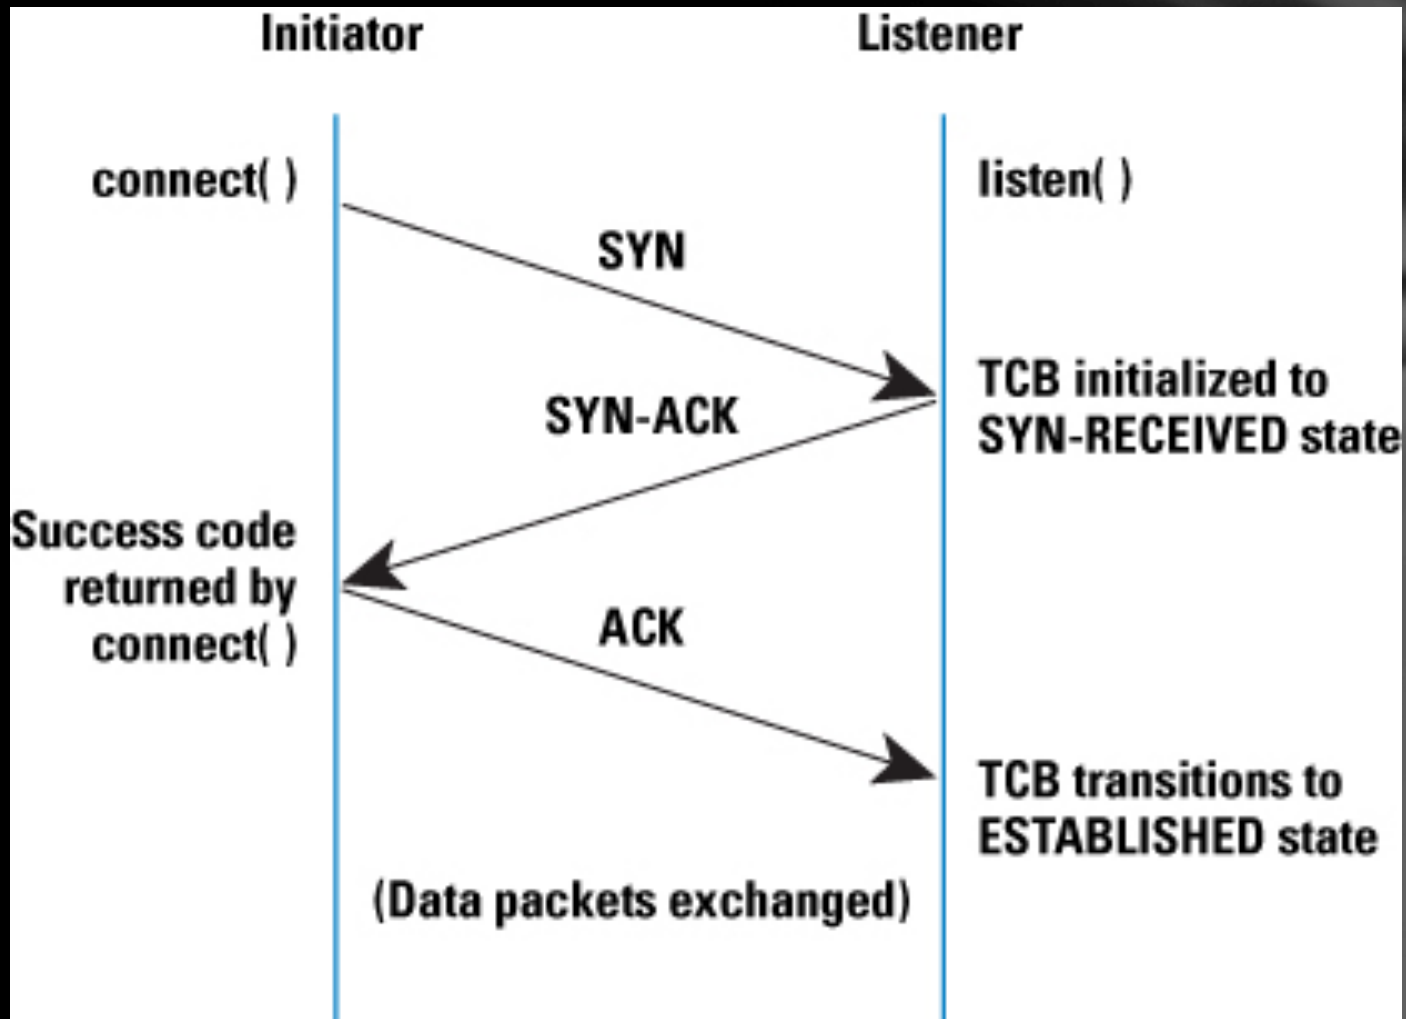 Initiator
Listener
connect( )
listen( )
SYN
TCB initialized to
SYN-RECEIVED state
SYN-ACK
Success code
returned by
connect( )
ACK
TCB transitions to
ESTABLISHED state
(Data packets exchanged)